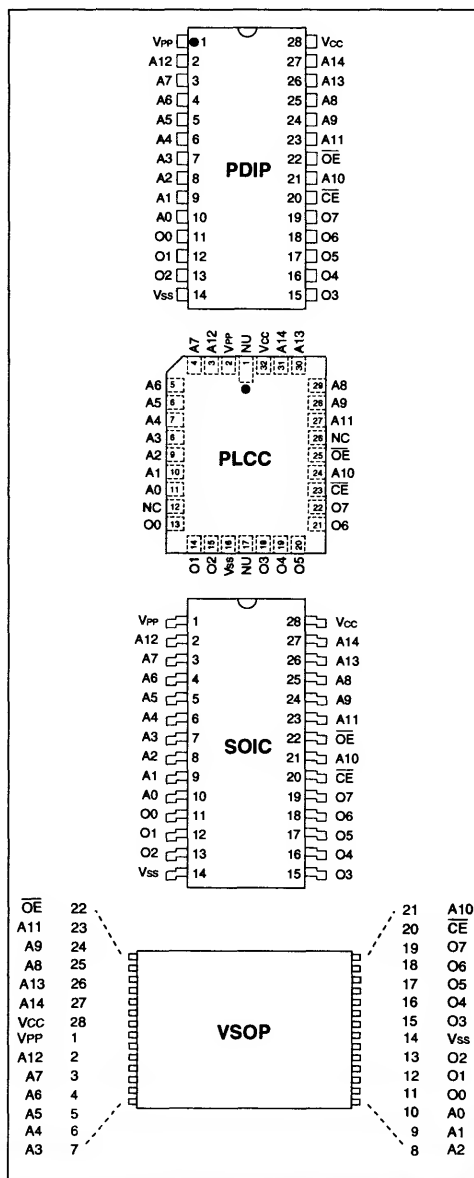 VPP 1 28 VCC
A12 2 27 A14
A7 3 26 A13
A6 4 25 A8
A5 5 24 A9
A4 6 23 A11
A3 7 22 O̅E̅
A2 8 21 A10
A1 9 20 C̅E̅
A0 10 19 O7
O0 11 18 O6
O1 12 17 O5
O2 13 16 O4
VSS 14 15 O3
PDIP
A7 A12 VPP NU VCC A14 A13
4 3 2 1 32 31 30
A6 5 29 A8
A5 6 28 A9
A4 7 27 A11
A3 8 26 NC
A2 9 25 O̅E̅
A1 10 24 A10
A0 11 23 C̅E̅
NC 12 22 O7
O0 13 21 O6
PLCC
14 15 16 17 18 19 20
O1 O2 VSS NU O3 O4 O5
VPP 1 28 VCC
A12 2 27 A14
A7 3 26 A13
A6 4 25 A8
A5 5 24 A9
A4 6 23 A11
A3 7 22 O̅E̅
A2 8 21 A10
A1 9 20 C̅E̅
A0 10 19 O7
O0 11 18 O6
O1 12 17 O5
O2 13 16 O4
VSS 14 15 O3
SOIC
O̅E̅ 22 21 A10
A11 23 20 C̅E̅
A9 24 19 O7
A8 25 18 O6
A13 26 17 O5
A14 27 16 O4
VCC 28 15 O3
VPP 1 14 VSS
A12 2 13 O2
A7 3 12 O1
A6 4 11 O0
A5 5 10 A0
A4 6 9 A1
A3 7 8 A2
VSOP